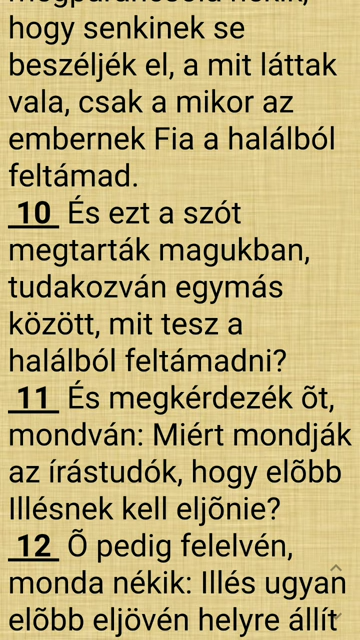 megparancsolá nékik,
hogy senkinek se
beszéljék el, a mit láttak
vala, csak a mikor az
embernek Fia a halálból
feltámad.
10 És ezt a szót
megtarták magukban,
tudakozván egymás
között, mit tesz a
halálból feltámadni?
11 És megkérdezék õt,
mondván: Miért mondják
az írástudók, hogy elõbb
Illésnek kell eljõnie?
12 Õ pedig felelvén,
monda nékik: Illés ugyan
elõbb eljövén helyre állít